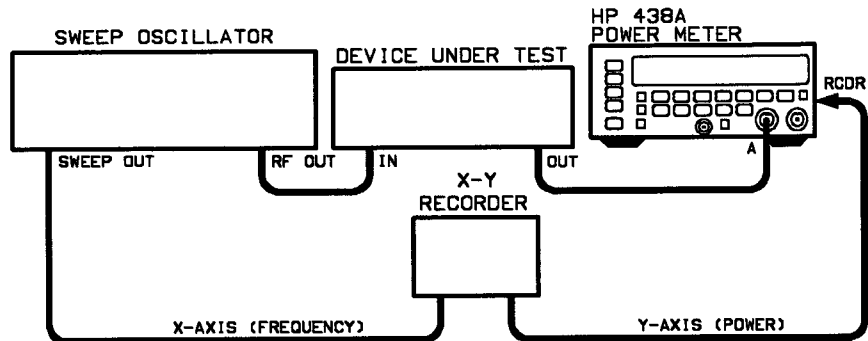 HP 438A
POWER METER
SWEEP OSCILLATOR
DEVICE UNDER TEST
RCDR
SWEEP OUT
RF OUT
IN
OUT
A
X-Y
RECORDER
X-AXIS (FREQUENCY)
Y-AXIS (POWER)